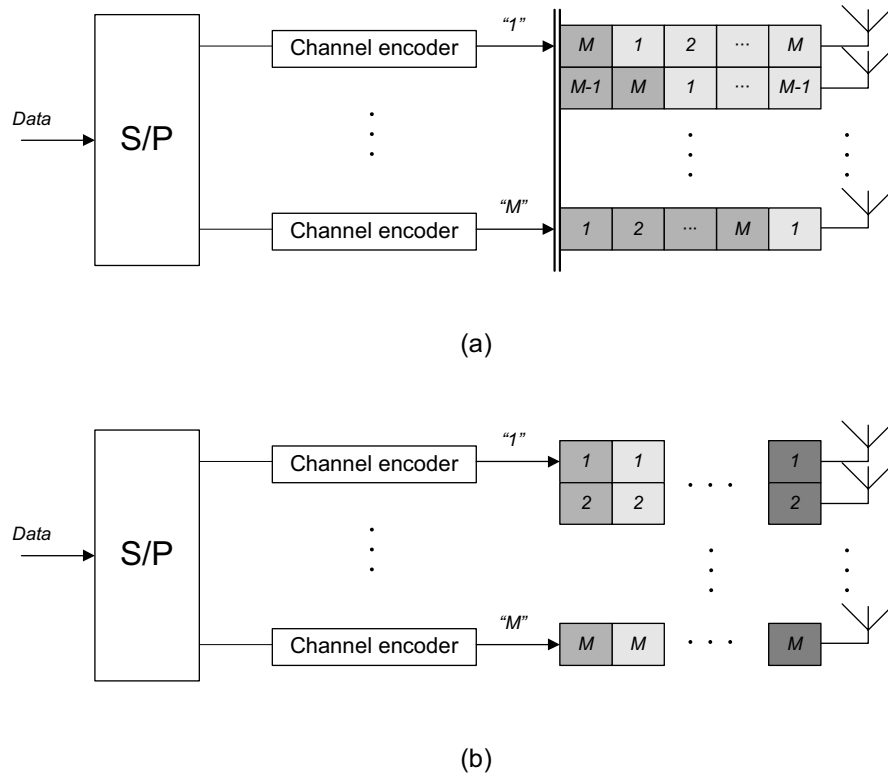 Channel encoder “1” M 1 2 ... M
M-1 M 1 ... M-1
Data S/P
Channel encoder “M” 1 2 ... M 1
(a)
Channel encoder “1” 1 1 . . . 1
2 2 2
Data S/P
Channel encoder “M” M M . . . M
(b)